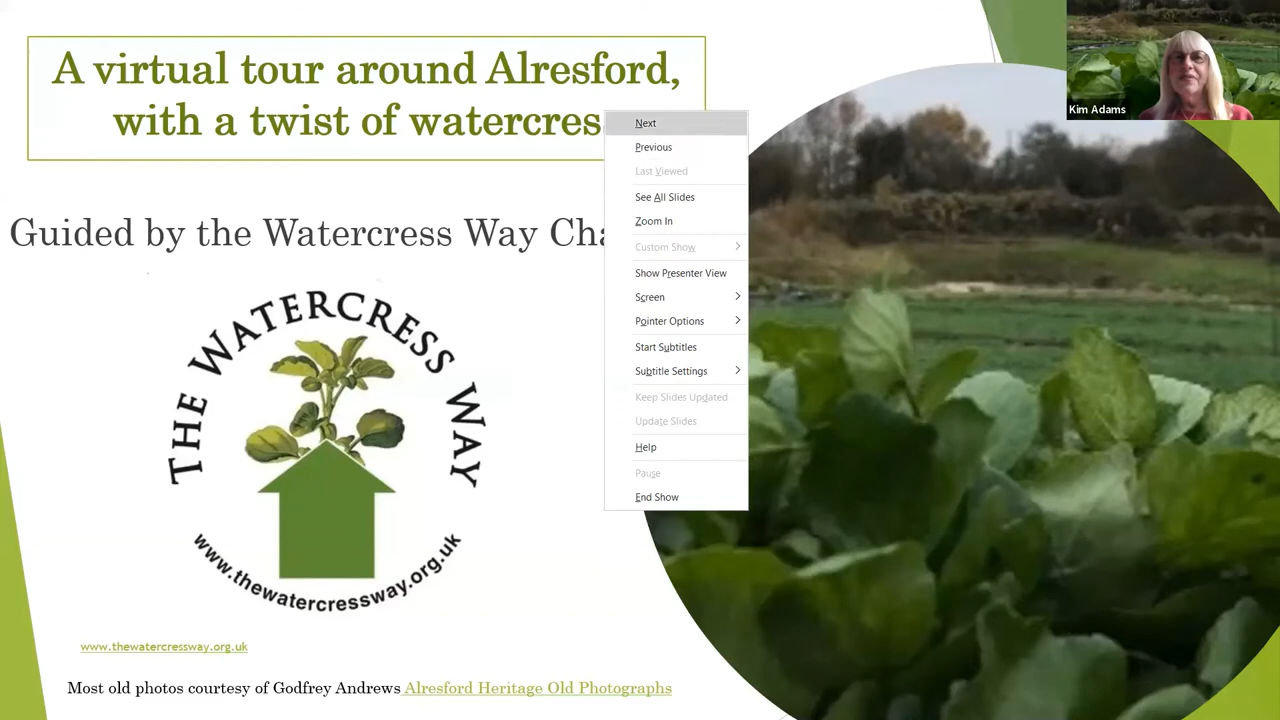 A virtual tour around Alresford,
with a twist of watercres
Guided by the Watercress Way Cha
THE WATERCRESS WAY
www.thewatercressway.org.uk
www.thewatercressway.org.uk
Most old photos courtesy of Godfrey Andrews Alresford Heritage Old Photographs
Next
Previous
Last Viewed
See All Slides
Zoom In
Custom Show
Show Presenter View
Screen
Pointer Options
Start Subtitles
Subtitle Settings
Keep Slides Updated
Update Slides
Help
Pause
End Show
Kim Adams